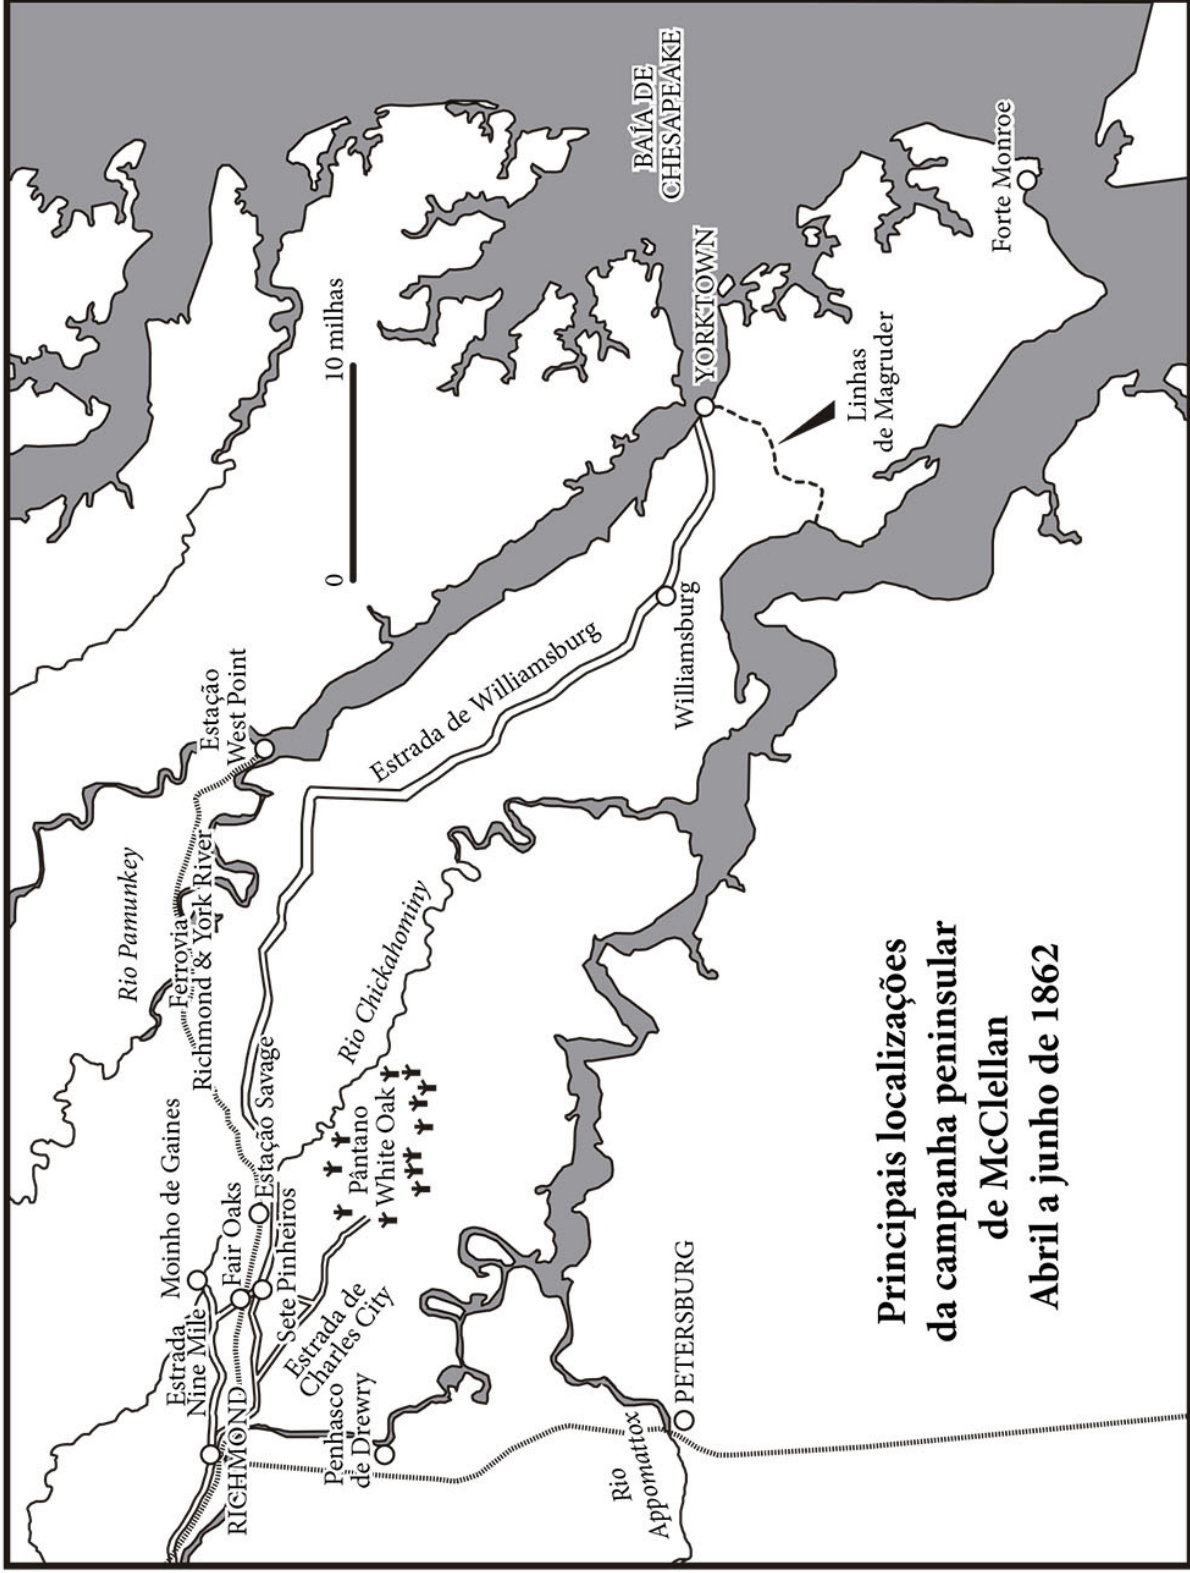 Principais localizações
da campanha peninsular
de McClellan
Abril a junho de 1862
BAÍA DE
CHESAPEAKE
Forte Monroe
YORKTOWN
Linhas
de Magruder
0
10 milhas
Williamsburg
Estrada de Williamsburg
Estação
West Point
Rio Pamunkey
Ferrovia
Richmond & York River
Rio Chickahominy
Moinho de Gaines
Estação Savage
Fair Oaks
Sete Pinheiros
Pântano
White Oak
Estrada
Nine Mile
Estrada de
Charles City
RICHMOND
Penhasco
de Drewry
PETERSBURG
Rio
Appomattox